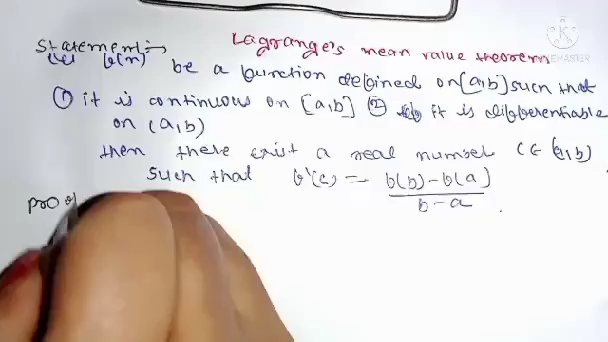 Statement:→ Lagrange's mean value theorem
let f(x) be a function defined on [a,b] such that
① it is continuous on [a,b] ② it is differentiable
on (a,b)
then there exist a real number c∈(a,b)
such that f'(c) = f(b)-f(a) / b-a .
proof